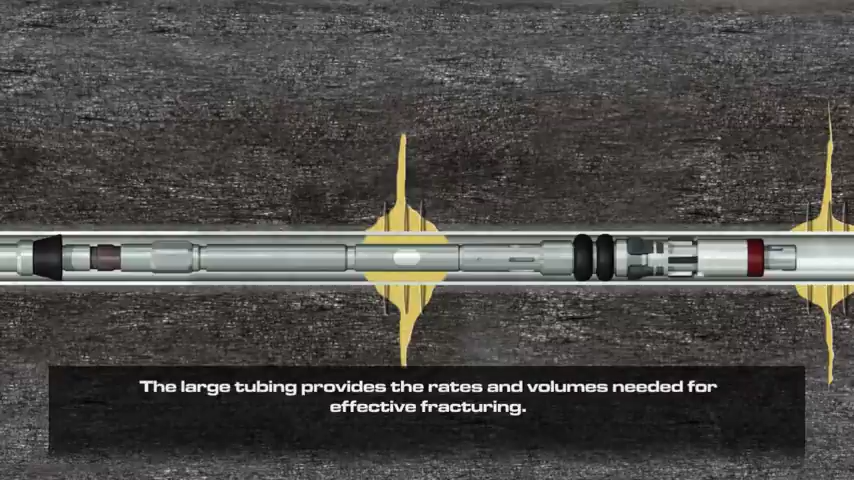 The large tubing provides the rates and volumes needed for
effective fracturing.